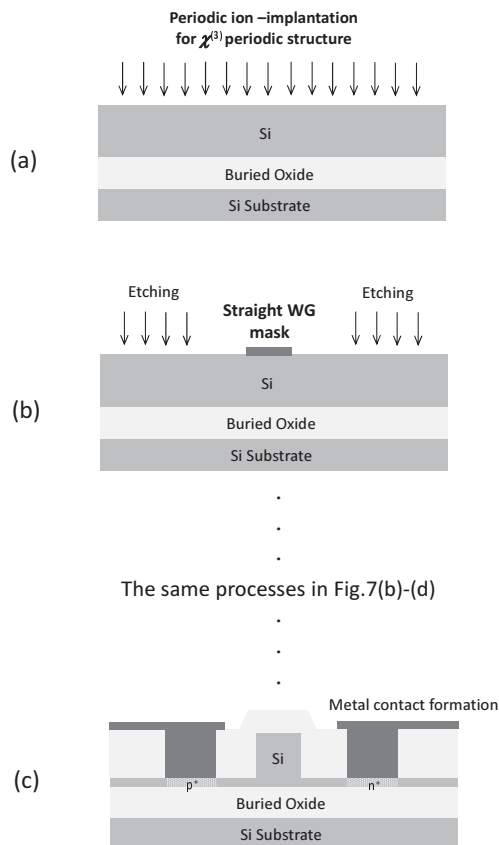 Periodic ion –implantation
for χ⁽³⁾ periodic structure
(a)
Si
Buried Oxide
Si Substrate
Etching
Etching
Straight WG
mask
(b)
Si
Buried Oxide
Si Substrate
The same processes in Fig.7(b)-(d)
Metal contact formation
(c)
Si
p⁺
n⁺
Buried Oxide
Si Substrate